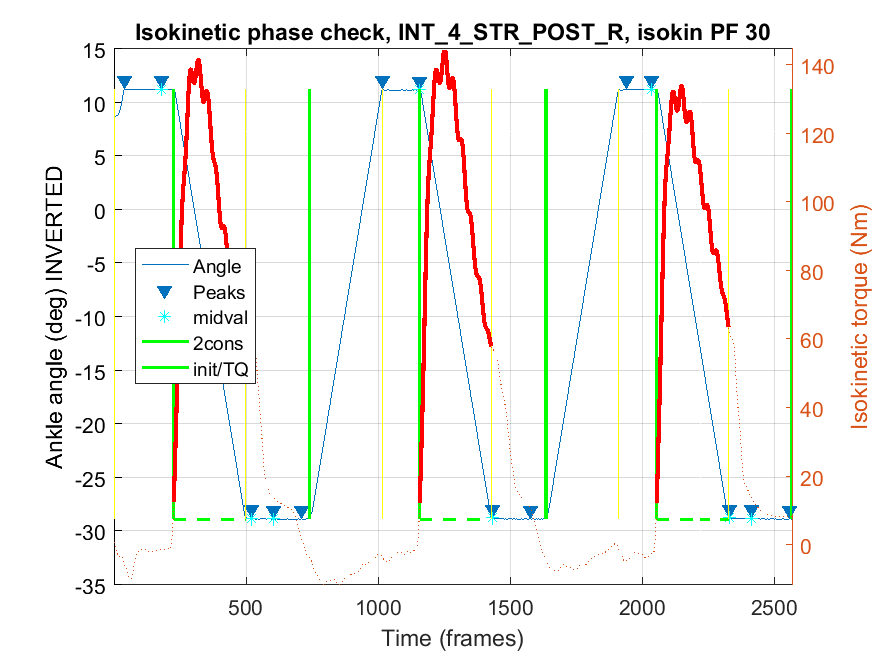 Isokinetic phase check, INT_4_STR_POST_R, isokin PF 30
15
10
5
0
-5
-10
-15
-20
-25
-30
-35
Ankle angle (deg) INVERTED
140
120
100
80
60
40
20
0
Isokinetic torque (Nm)
Angle
Peaks
midval
2cons
init/TQ
500
1000
1500
2000
2500
Time (frames)